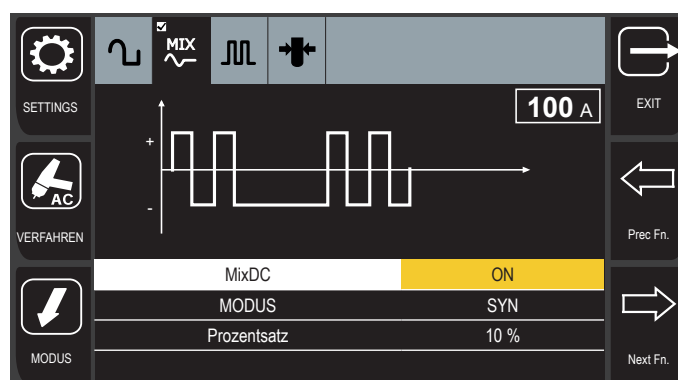 SETTINGS
MIX
100 A
EXIT
+
-
AC
VERFAHREN
Prec Fn.
MixDC ON
MODUS SYN
Prozentsatz 10 %
MODUS
Next Fn.